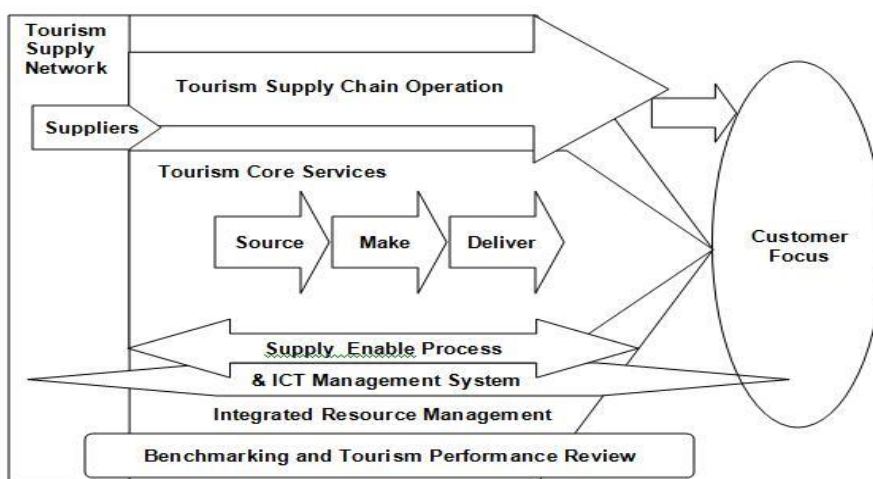 Tourism
Supply
Network
Tourism Supply Chain Operation
Suppliers
Tourism Core Services
Source
Make
Deliver
Customer
Focus
Supply Enable Process
& ICT Management System
Integrated Resource Management
Benchmarking and Tourism Performance Review